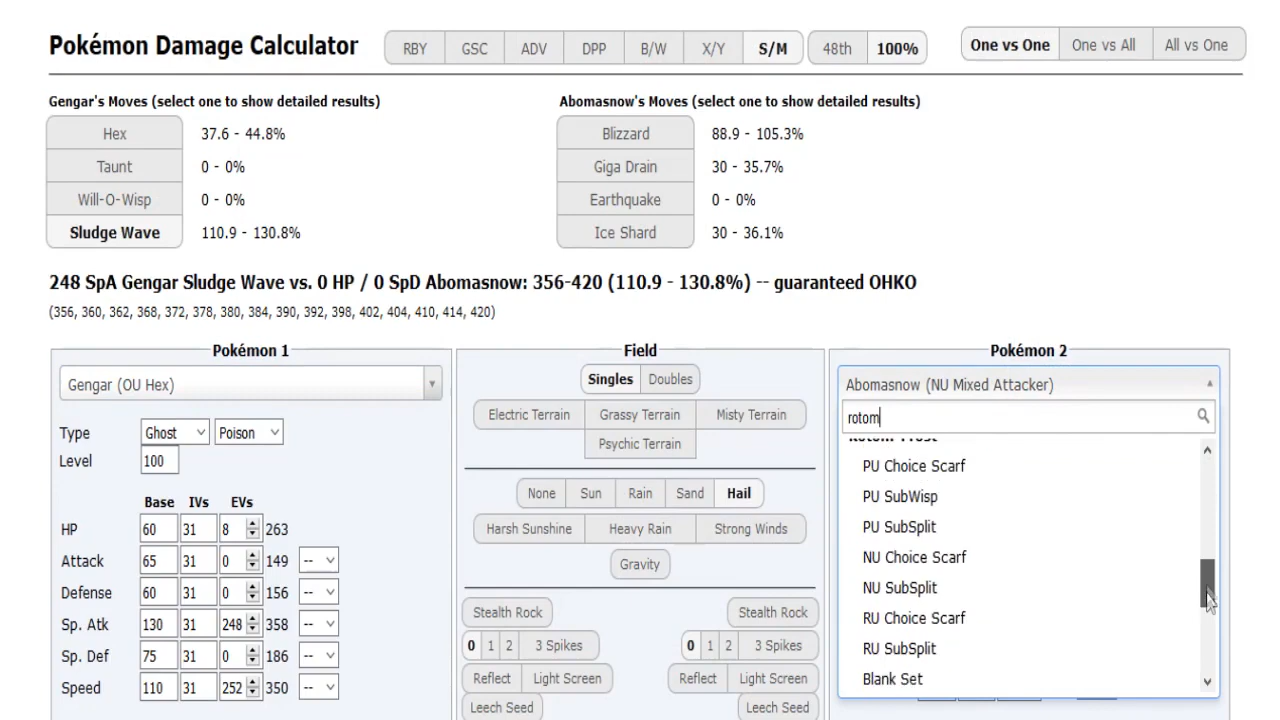 Pokémon Damage Calculator RBY GSC ADV DPP B/W X/Y S/M 48th 100% One vs One One vs All All vs One
Gengar's Moves (select one to show detailed results) Abomasnow's Moves (select one to show detailed results)
Hex 37.6 - 44.8% Blizzard 88.9 - 105.3%
Taunt 0 - 0% Giga Drain 30 - 35.7%
Will-O-Wisp 0 - 0% Earthquake 0 - 0%
Sludge Wave 110.9 - 130.8% Ice Shard 30 - 36.1%
248 SpA Gengar Sludge Wave vs. 0 HP / 0 SpD Abomasnow: 356-420 (110.9 - 130.8%) -- guaranteed OHKO
(356, 360, 362, 368, 372, 378, 380, 384, 390, 392, 398, 402, 404, 410, 414, 420)
Pokémon 1
Gengar (OU Hex)
Type Ghost Poison
Level 100
Base IVs EVs
HP 60 31 8 263
Attack 65 31 0 149 --
Defense 60 31 0 156 --
Sp. Atk 130 31 248 358 --
Sp. Def 75 31 0 186 --
Speed 110 31 252 350 --
Field
Singles Doubles
Electric Terrain Grassy Terrain Misty Terrain
Psychic Terrain
None Sun Rain Sand Hail
Harsh Sunshine Heavy Rain Strong Winds
Gravity
Stealth Rock Stealth Rock
0 1 2 3 Spikes 0 1 2 3 Spikes
Reflect Light Screen Reflect Light Screen
Leech Seed Leech Seed
Pokémon 2
Abomasnow (NU Mixed Attacker)
rotom
Rotom-Frost
PU Choice Scarf
PU SubWisp
PU SubSplit
NU Choice Scarf
NU SubSplit
RU Choice Scarf
RU SubSplit
Blank Set